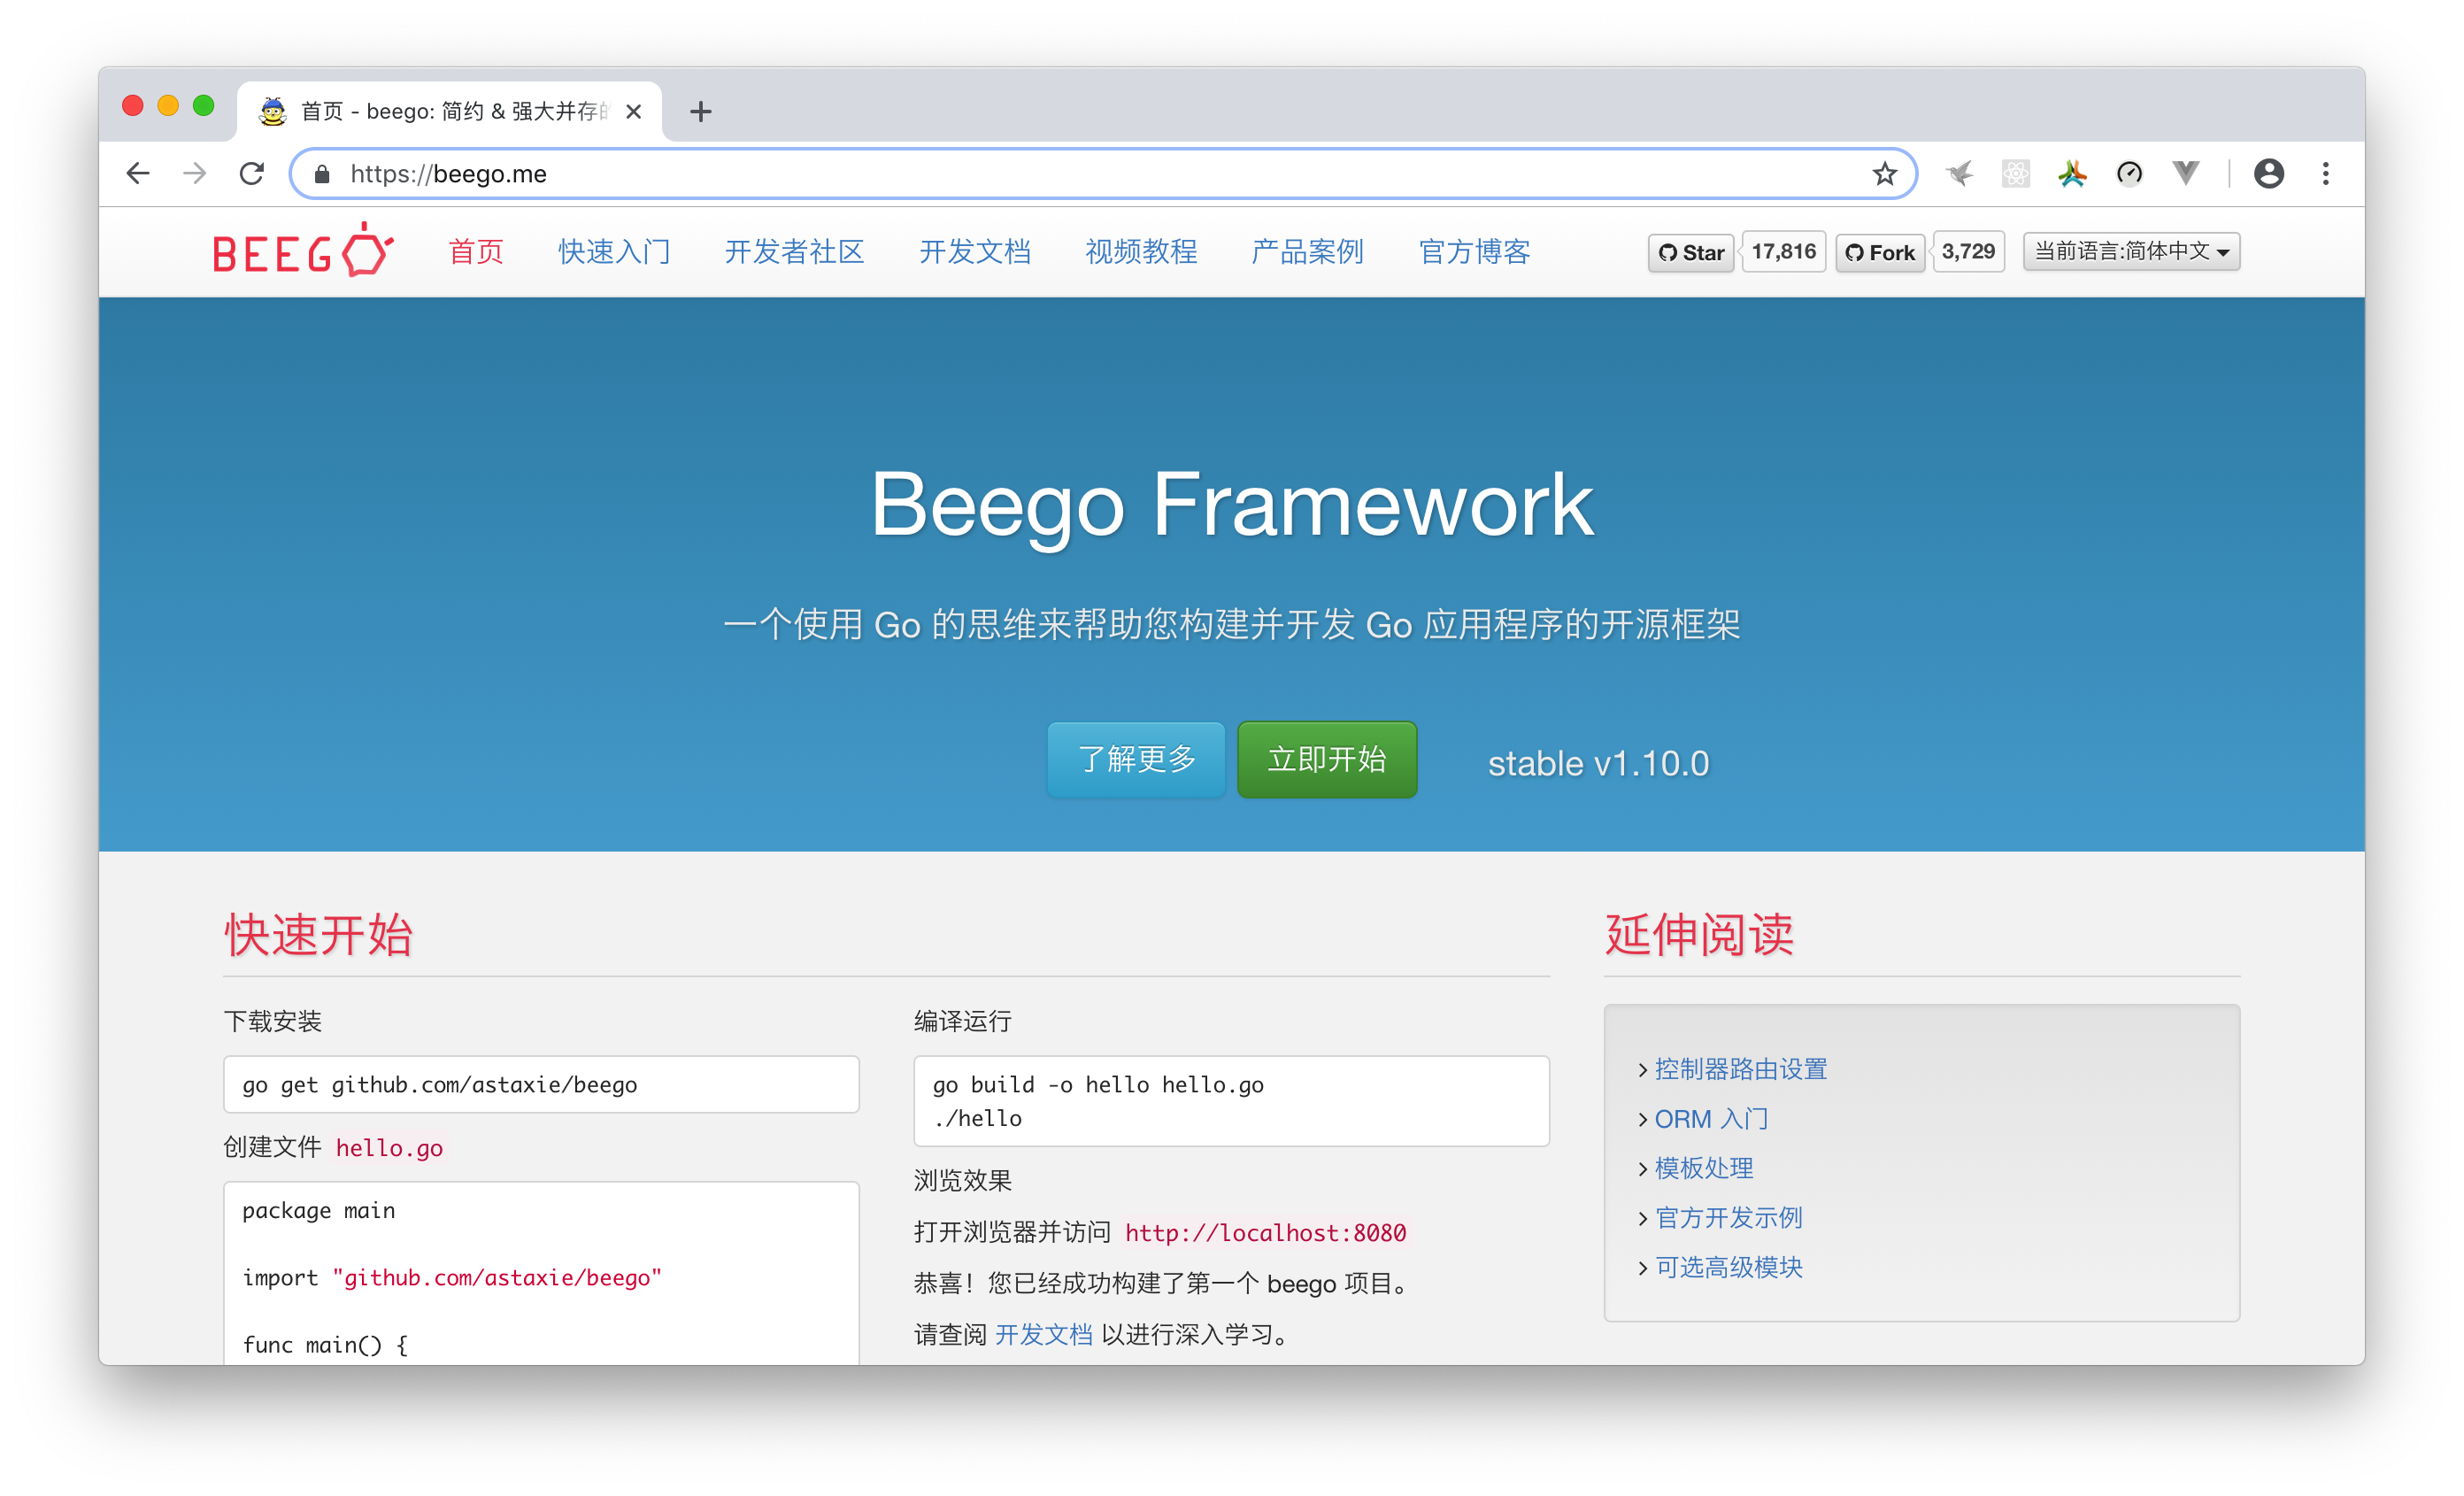 首页 - beego: 简约 & 强大并存的
https://beego.me
BEEGO
首页 快速入门 开发者社区 开发文档 视频教程 产品案例 官方博客 Star 17,816 Fork 3,729 当前语言:简体中文
Beego Framework
一个使用 Go 的思维来帮助您构建并开发 Go 应用程序的开源框架
了解更多 立即开始 stable v1.10.0
快速开始
下载安装
go get github.com/astaxie/beego
创建文件 hello.go
package main
import "github.com/astaxie/beego"
func main() {
编译运行
go build -o hello hello.go
./hello
浏览效果
打开浏览器并访问 http://localhost:8080
恭喜！您已经成功构建了第一个 beego 项目。
请查阅 开发文档 以进行深入学习。
延伸阅读
控制器路由设置
ORM 入门
模板处理
官方开发示例
可选高级模块